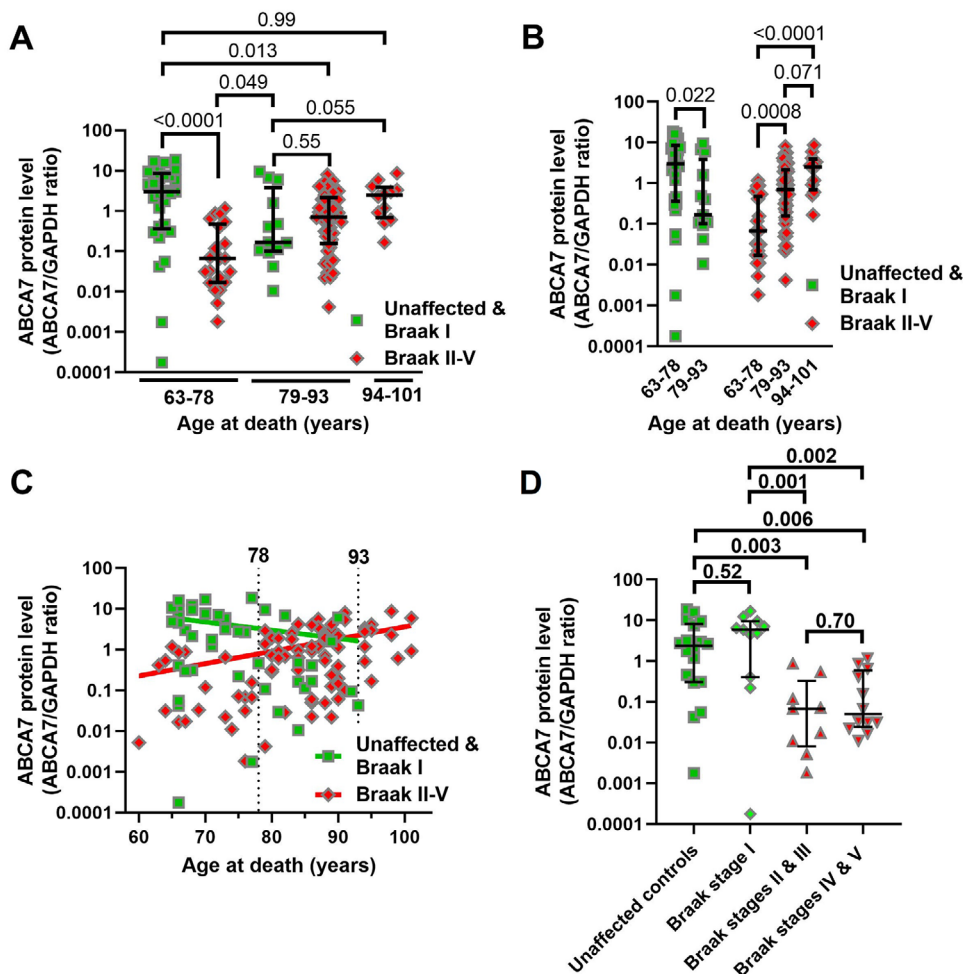 A
0.99
0.013
0.049
0.055
<0.0001
0.55
ABCA7 protein level
(ABCA7/GAPDH ratio)
100
10
1
0.1
0.01
0.001
0.0001
Unaffected &
Braak I
Braak II-V
63-78
79-93
94-101
Age at death (years)
B
<0.0001
0.071
0.022
0.0008
ABCA7 protein level
(ABCA7/GAPDH ratio)
100
10
1
0.1
0.01
0.001
0.0001
Unaffected &
Braak I
Braak II-V
63-78
79-93
63-78
79-93
94-101
Age at death (years)
C
78
93
ABCA7 protein level
(ABCA7/GAPDH ratio)
100
10
1
0.1
0.01
0.001
0.0001
Unaffected &
Braak I
Braak II-V
60
70
80
90
100
Age at death (years)
D
0.002
0.001
0.006
0.003
0.52
0.70
ABCA7 protein level
(ABCA7/GAPDH ratio)
100
10
1
0.1
0.01
0.001
0.0001
Unaffected controls
Braak stage I
Braak stages II & III
Braak stages IV & V